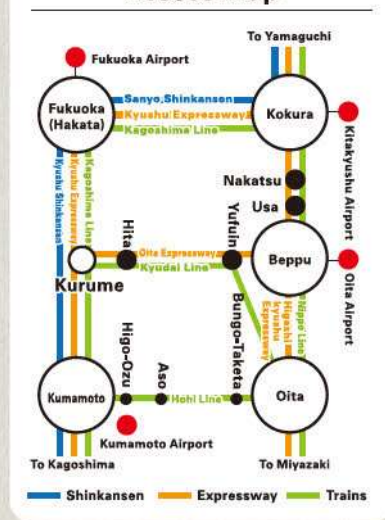 To Yamaguchi
Fukuoka Airport
Fukuoka
(Hakata)
Sanyo Shinkansen
Kyushu Expressway
Kagoshima Line
Kokura
Kitakyushu Airport
Kyushu Shinkansen
Kyushu Expressway
Kagoshima Line
Nakatsu
Usa
Hita
Yufuin
Oita Expressway
Kyudai Line
Beppu
Oita Airport
Kurume
Higashi
kyushu
Expressway
Nippo Line
Higo-Ozu
Aso
Bungo-Taketa
Kumamoto
Hohi Line
Oita
Kumamoto Airport
To Kagoshima
To Miyazaki
Shinkansen
Expressway
Trains